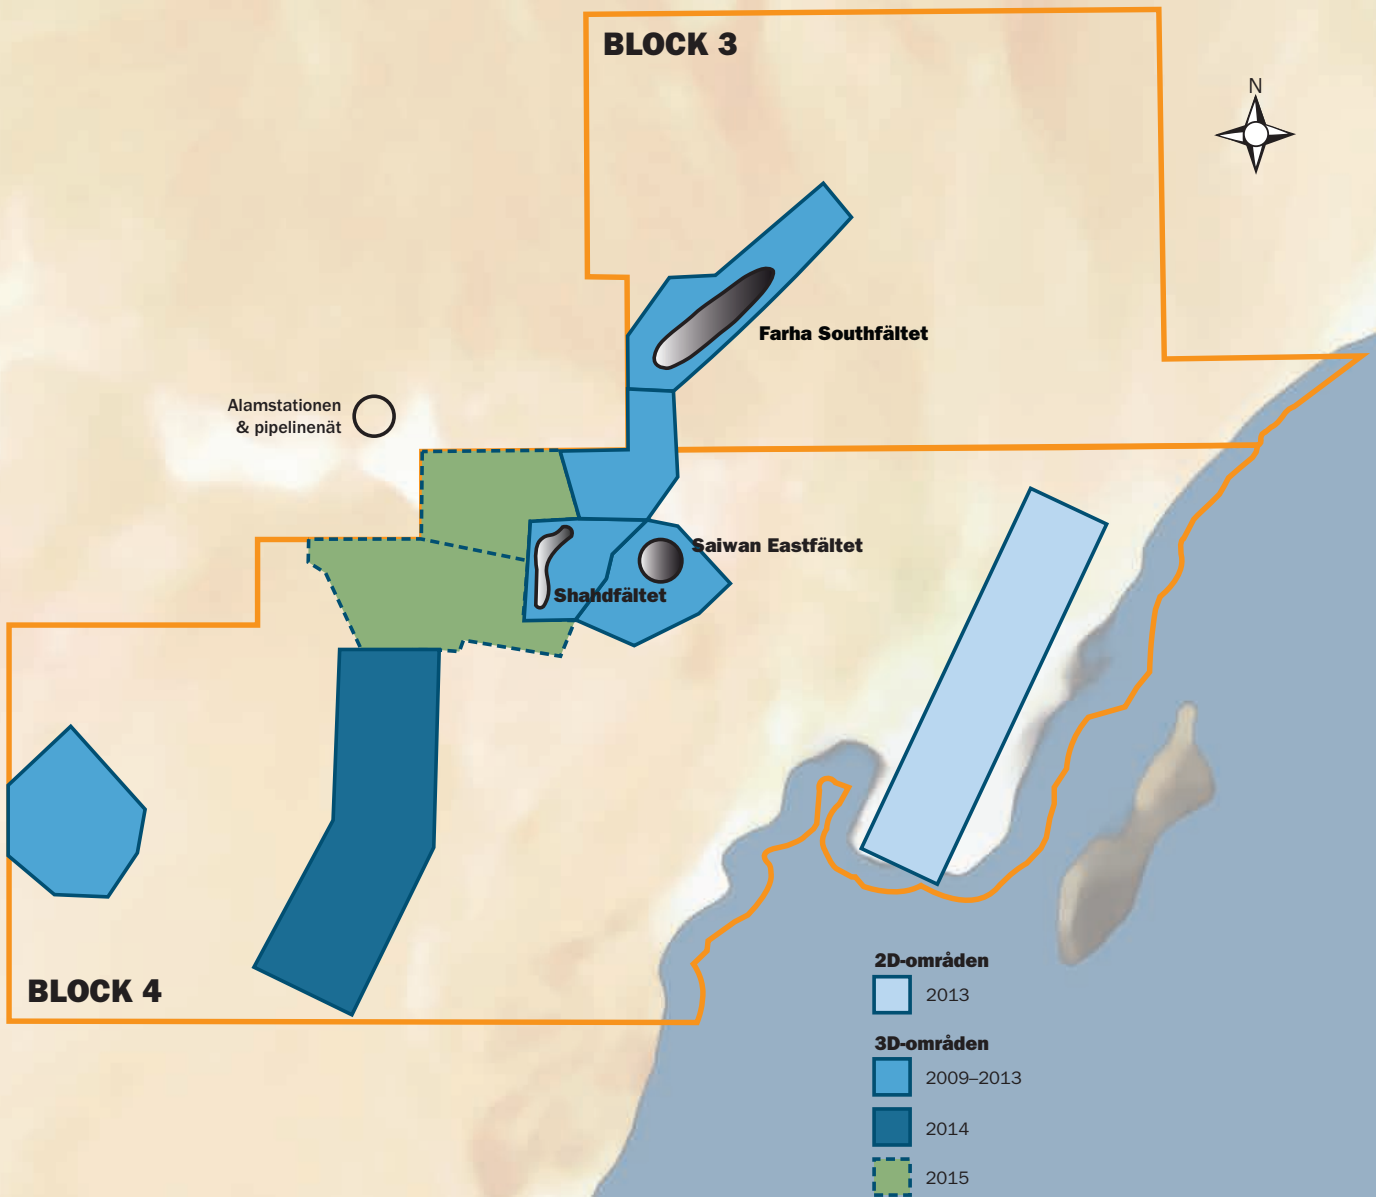 BLOCK 3
N
Farha Southfältet
Alamstationen
& pipelinenät
Saiwan Eastfältet
Shahdfältet
BLOCK 4
2D-områden
2013
3D-områden
2009–2013
2014
2015